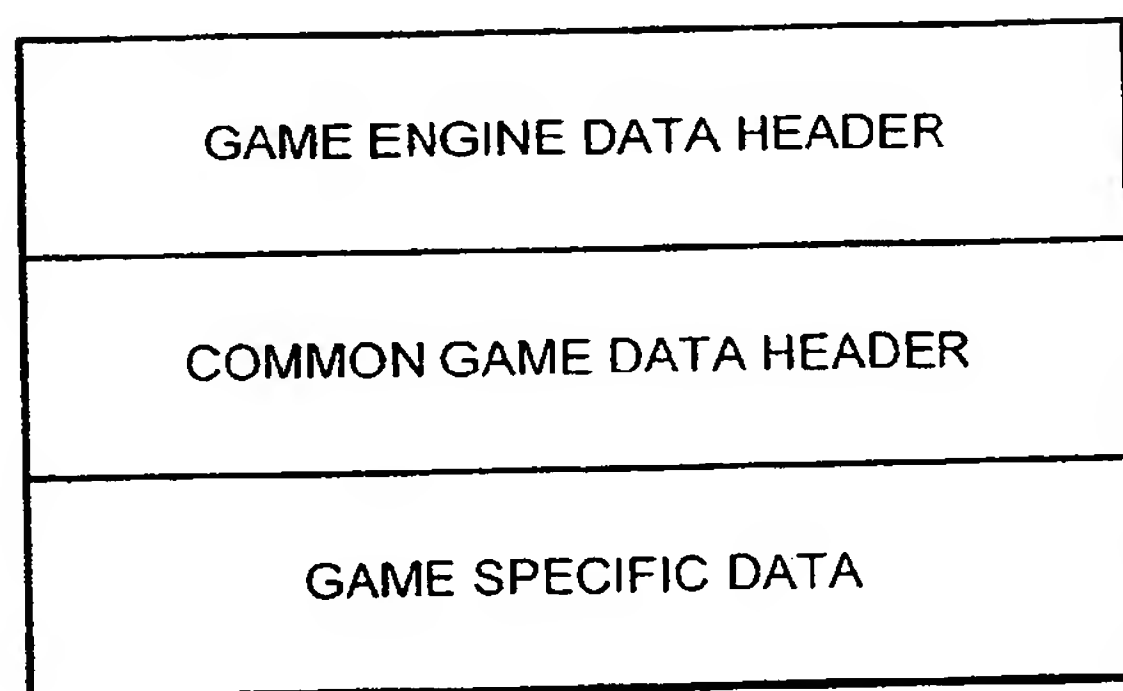 GAME ENGINE DATA HEADER
COMMON GAME DATA HEADER
GAME SPECIFIC DATA